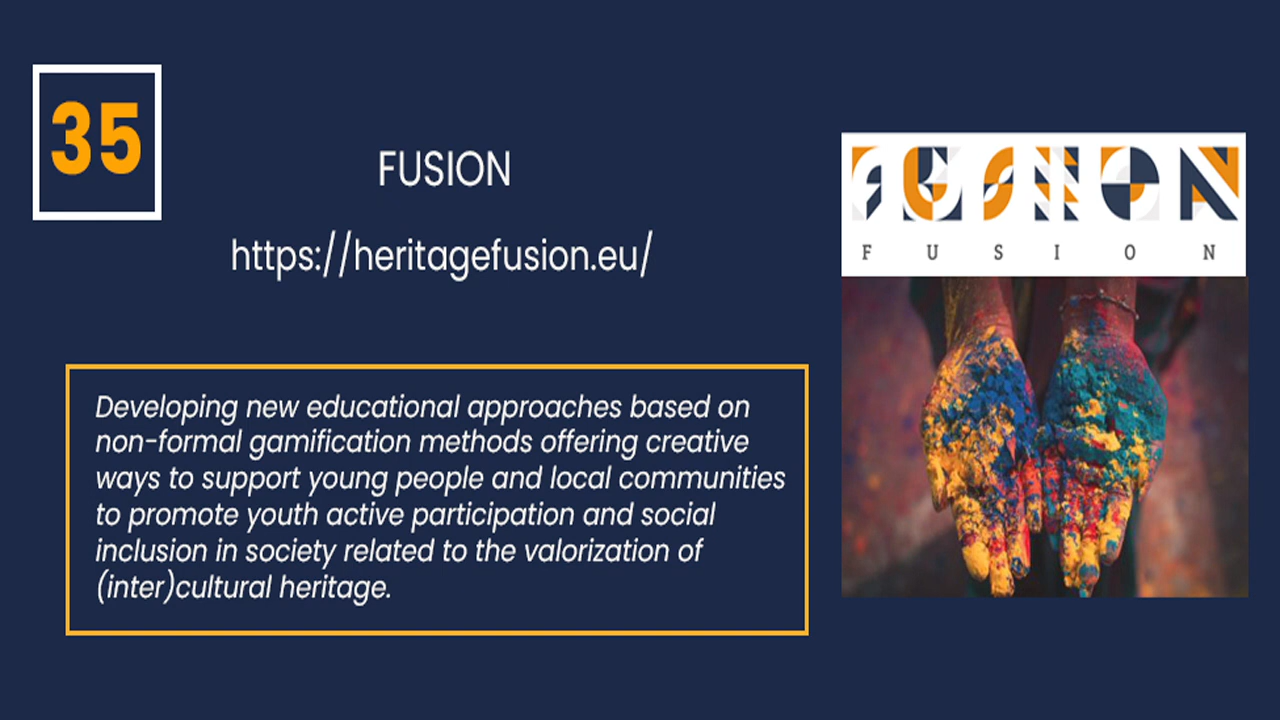 35
FUSION
https://heritagefusion.eu/
Developing new educational approaches based on
non-formal gamification methods offering creative
ways to support young people and local communities
to promote youth active participation and social
inclusion in society related to the valorization of
(inter)cultural heritage.
FUSION
F U S I O N